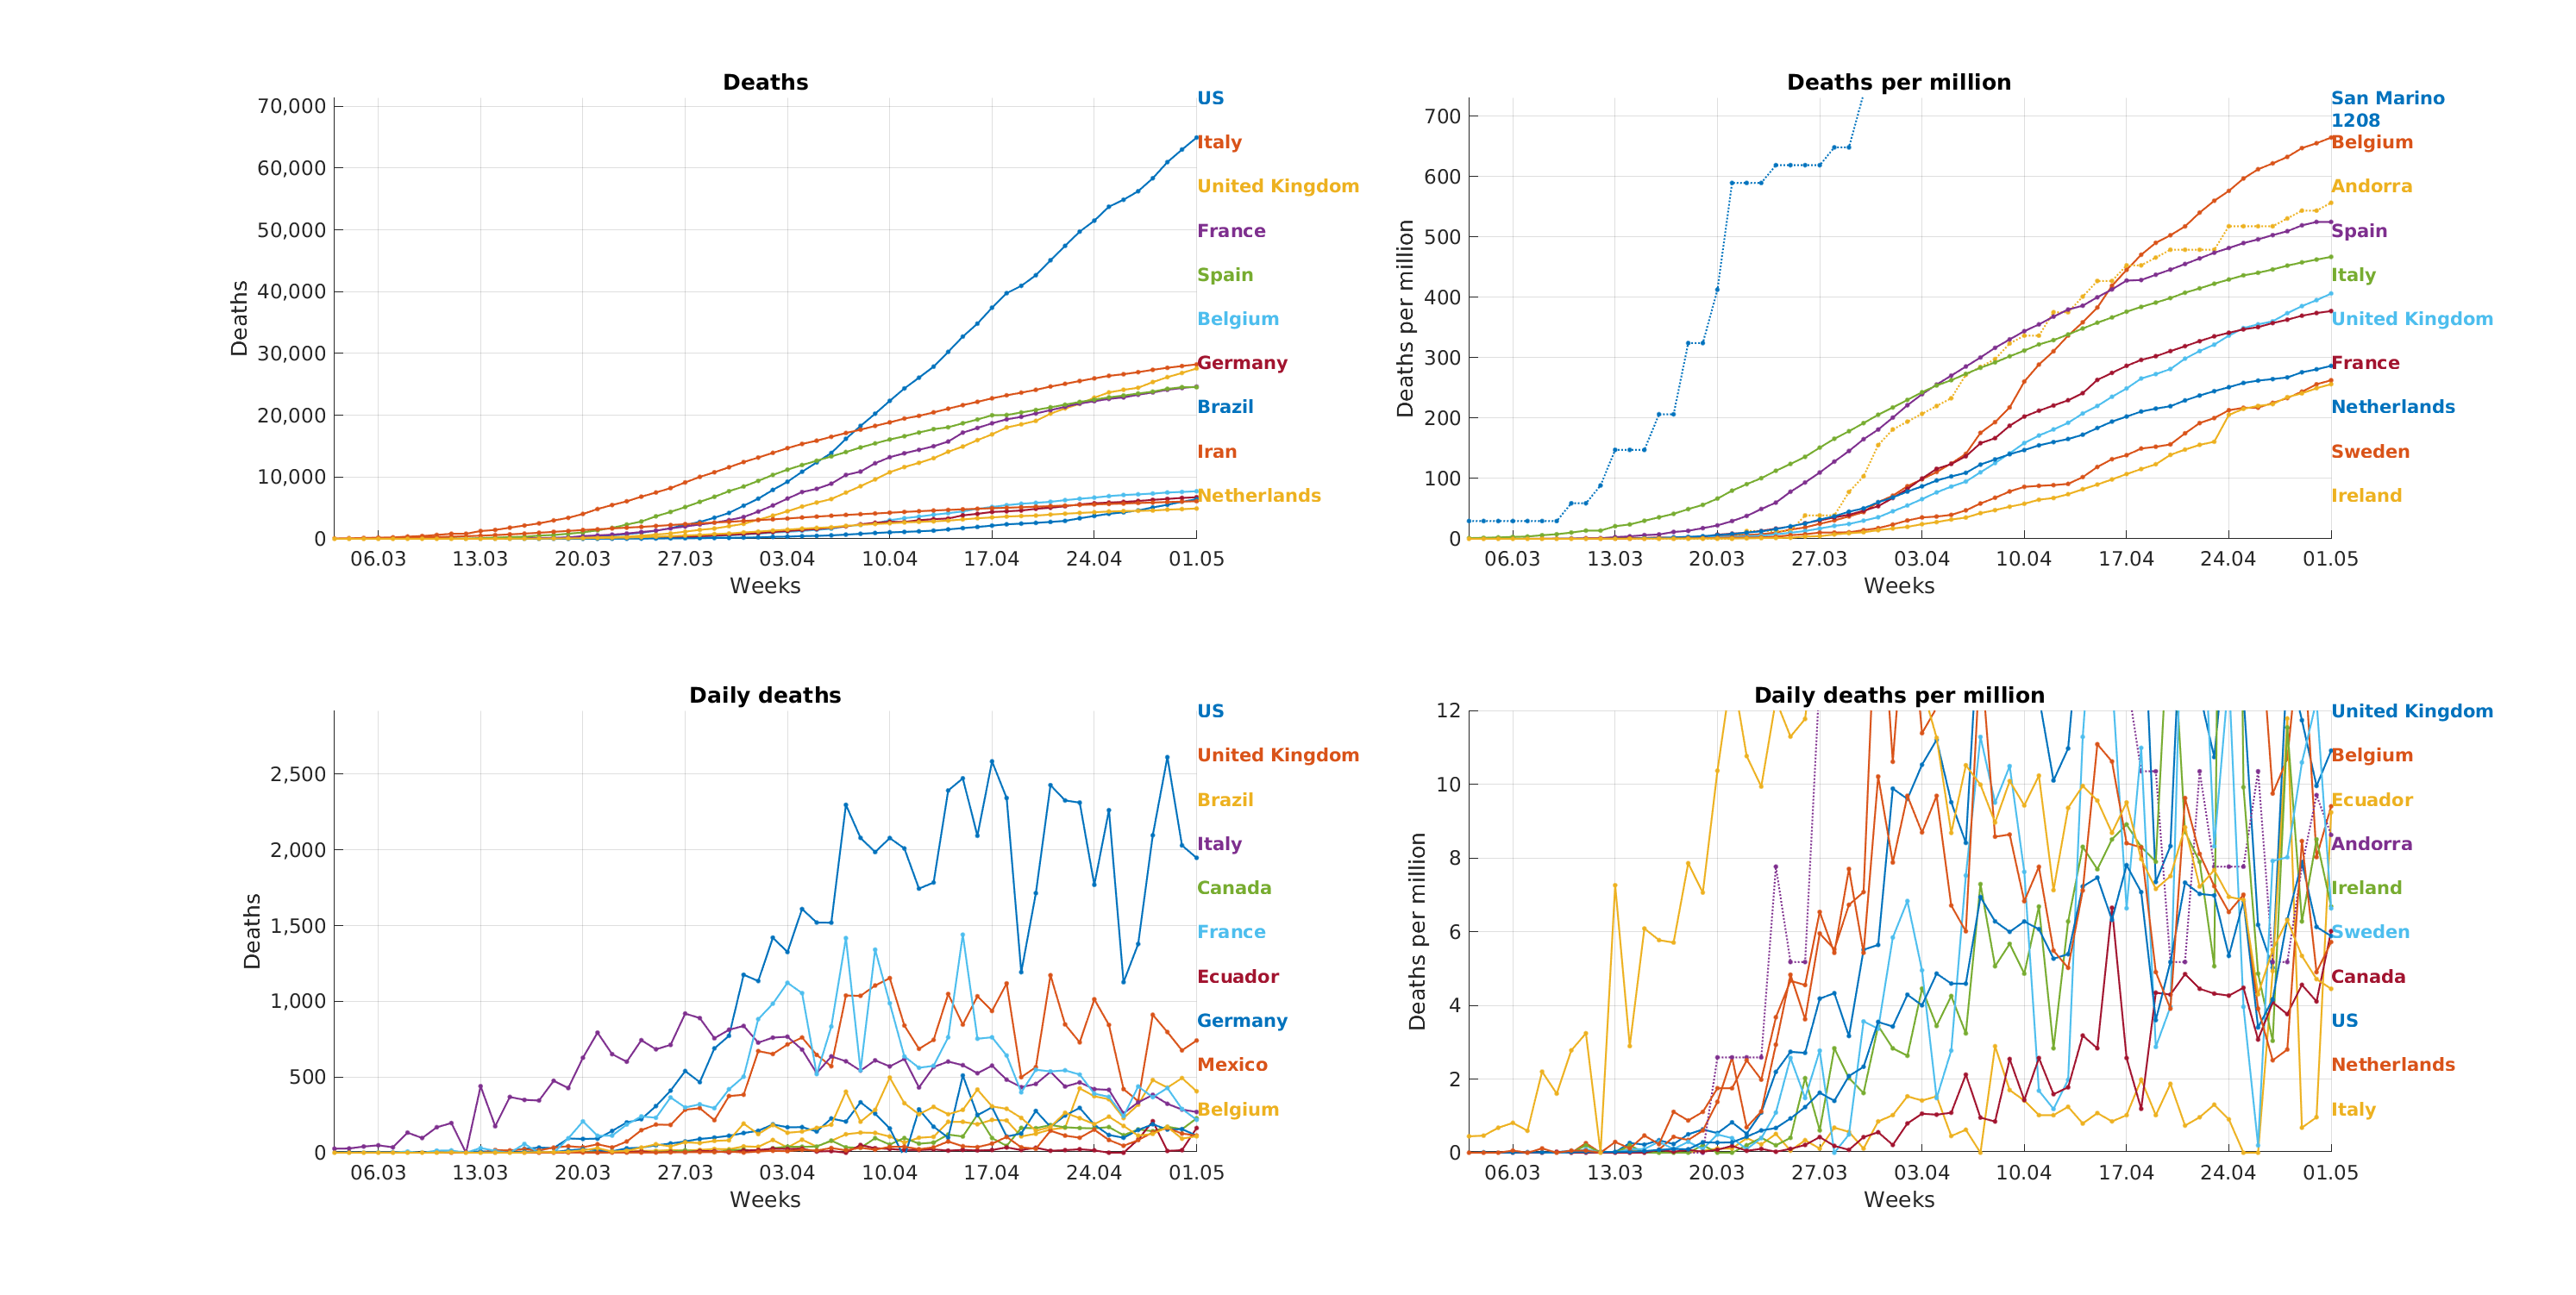 Deaths
70,000
60,000
50,000
40,000
30,000
20,000
10,000
0
Deaths
06.03 13.03 20.03 27.03 03.04 10.04 17.04 24.04 01.05
Weeks
US
Italy
United Kingdom
France
Spain
Belgium
Germany
Brazil
Iran
Netherlands
Deaths per million
700
600
500
400
300
200
100
0
Deaths per million
06.03 13.03 20.03 27.03 03.04 10.04 17.04 24.04 01.05
Weeks
San Marino
1208
Belgium
Andorra
Spain
Italy
United Kingdom
France
Netherlands
Sweden
Ireland
Daily deaths
2,500
2,000
1,500
1,000
500
0
Deaths
06.03 13.03 20.03 27.03 03.04 10.04 17.04 24.04 01.05
Weeks
US
United Kingdom
Brazil
Italy
Canada
France
Ecuador
Germany
Mexico
Belgium
Daily deaths per million
12
10
8
6
4
2
0
Deaths per million
06.03 13.03 20.03 27.03 03.04 10.04 17.04 24.04 01.05
Weeks
United Kingdom
Belgium
Ecuador
Andorra
Ireland
Sweden
Canada
US
Netherlands
Italy